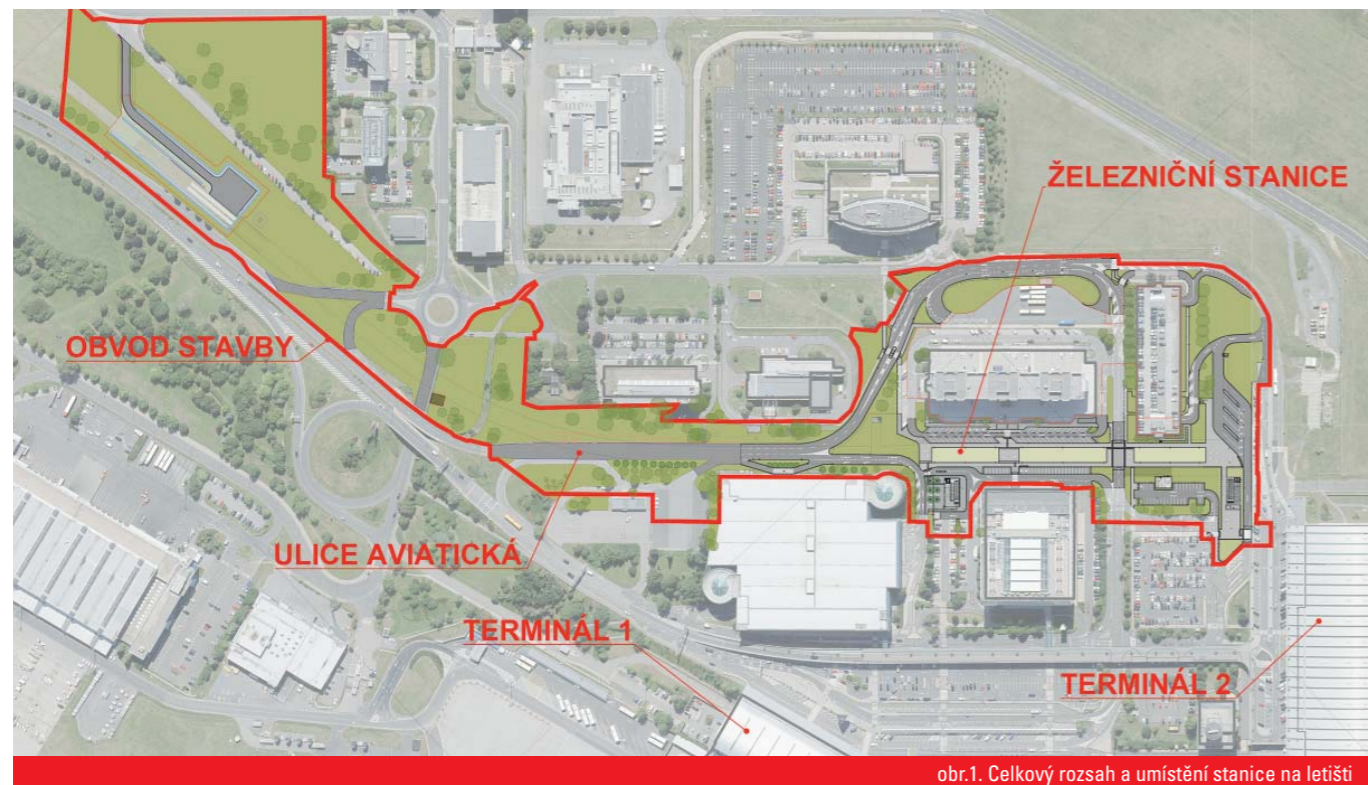 ŽELEZNIČNÍ STANICE
OBVOD STAVBY
ULICE AVIATICKÁ
TERMINÁL 1
TERMINÁL 2
obr.1. Celkový rozsah a umístění stanice na letišti